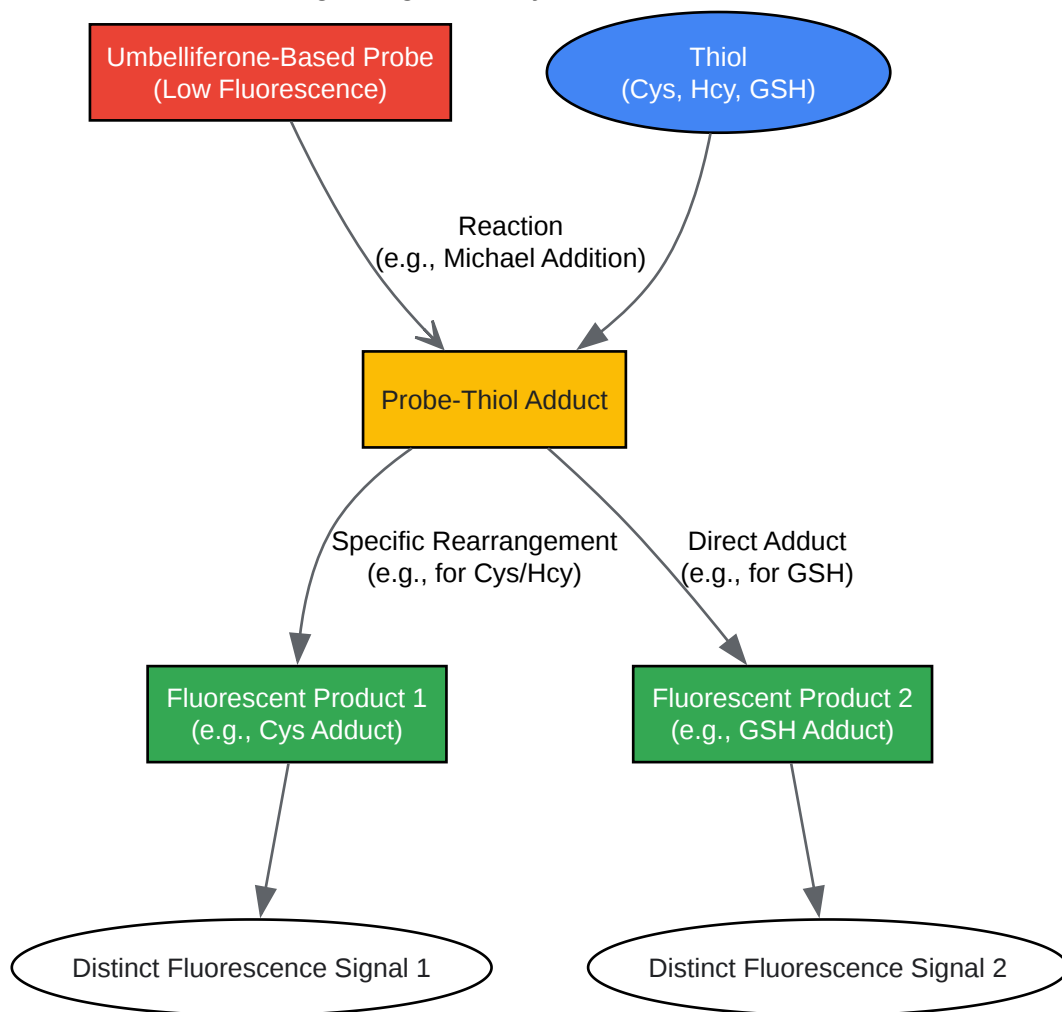 Umbelliferone-Based Probe
(Low Fluorescence)
Thiol
(Cys, Hcy, GSH)
Reaction
(e.g., Michael Addition)
Probe-Thiol Adduct
Specific Rearrangement
(e.g., for Cys/Hcy)
Direct Adduct
(e.g., for GSH)
Fluorescent Product 1
(e.g., Cys Adduct)
Fluorescent Product 2
(e.g., GSH Adduct)
Distinct Fluorescence Signal 1
Distinct Fluorescence Signal 2